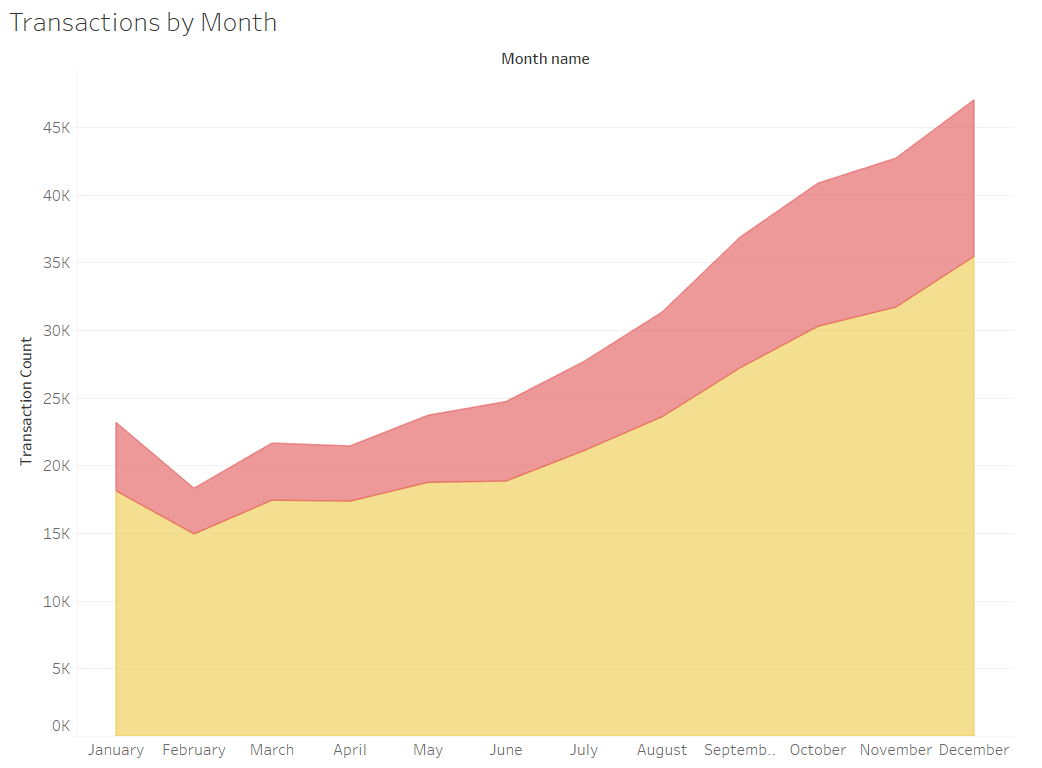 Transactions by Month
Month name
Transaction Count
45K
40K
35K
30K
25K
20K
15K
10K
5K
0K
January February March April May June July August Septemb.. October November December